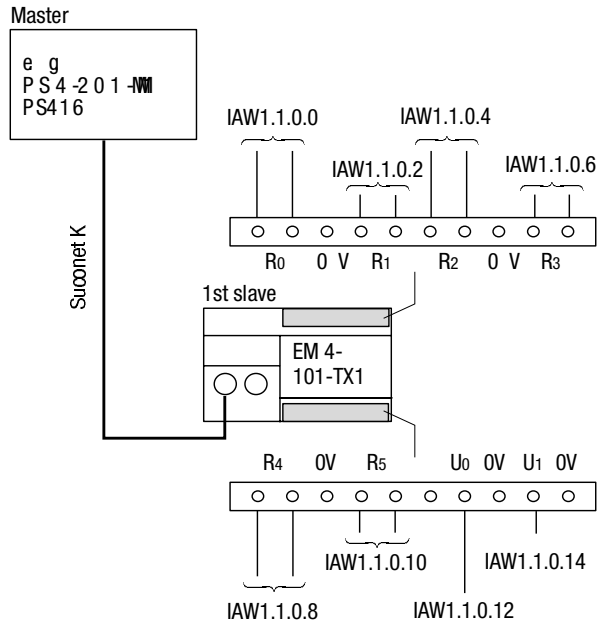 Master
e g
PS4-201-MM1
PS416
Suconet K
IAW1.1.0.0
IAW1.1.0.4
IAW1.1.0.2
IAW1.1.0.6
R0 0 V R1 R2 0 V R3
1st slave
EM 4-
101-TX1
R4 0V R5 U0 0V U1 0V
IAW1.1.0.10
IAW1.1.0.14
IAW1.1.0.8
IAW1.1.0.12